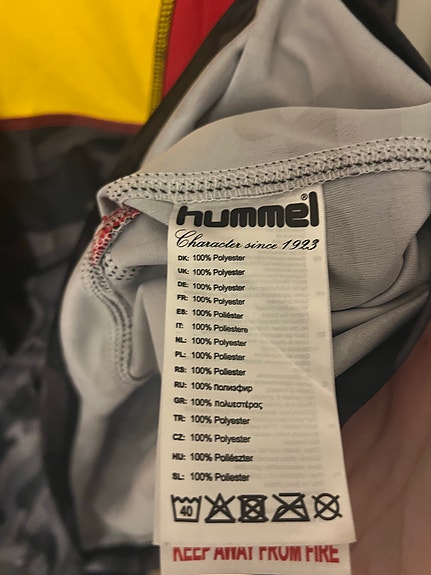 hummel®
Character since 1923
DK: 100% Polyester
UK: 100% Polyester
DE: 100% Polyester
FR: 100% Polyester
ES: 100% Poliéster
IT: 100% Poliestere
NL: 100% Polyester
PL: 100% Poliester
RS: 100% Poliester
RU: 100% Полиэфир
GR: 100% πολυεστέρας
TR: 100% Polyester
CZ: 100% Polyester
HU: 100% Poliészter
SL: 100% Poliester
40
KEEP AWAY FROM FIRE